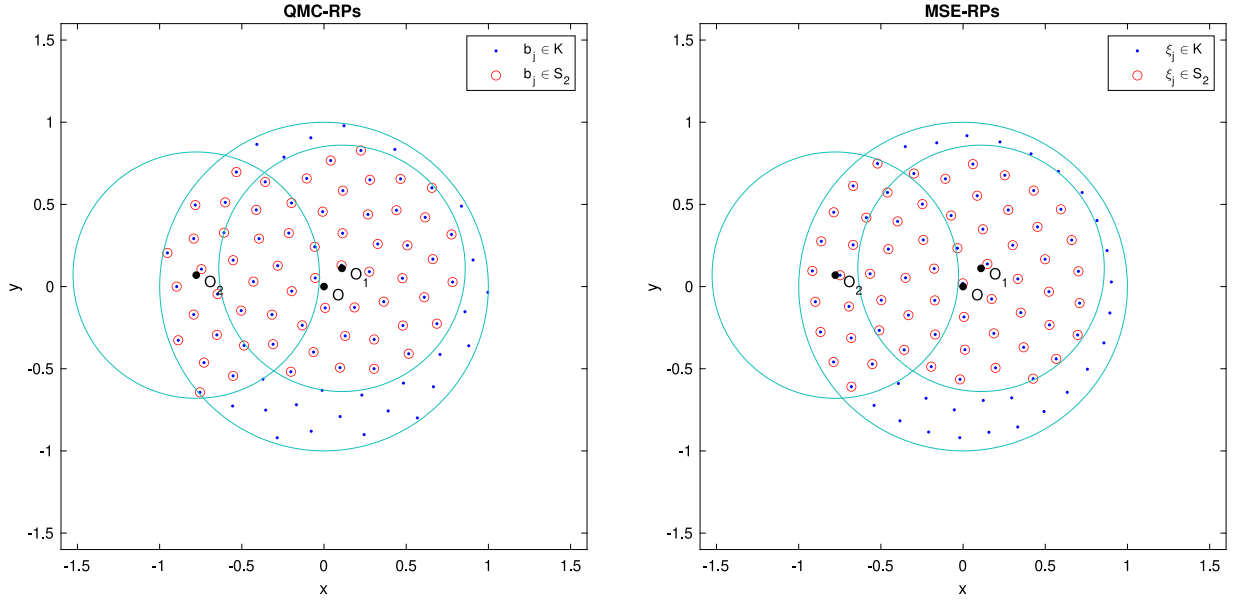 QMC-RPs
b_j ∈ K
b_j ∈ S_2
1.5
1
0.5
0
-0.5
-1
-1.5
y
O_2
O_1
O
-1.5 -1 -0.5 0 0.5 1 1.5
x
MSE-RPs
ξ_j ∈ K
ξ_j ∈ S_2
1.5
1
0.5
0
-0.5
-1
-1.5
y
O_2
O_1
O
-1.5 -1 -0.5 0 0.5 1 1.5
x